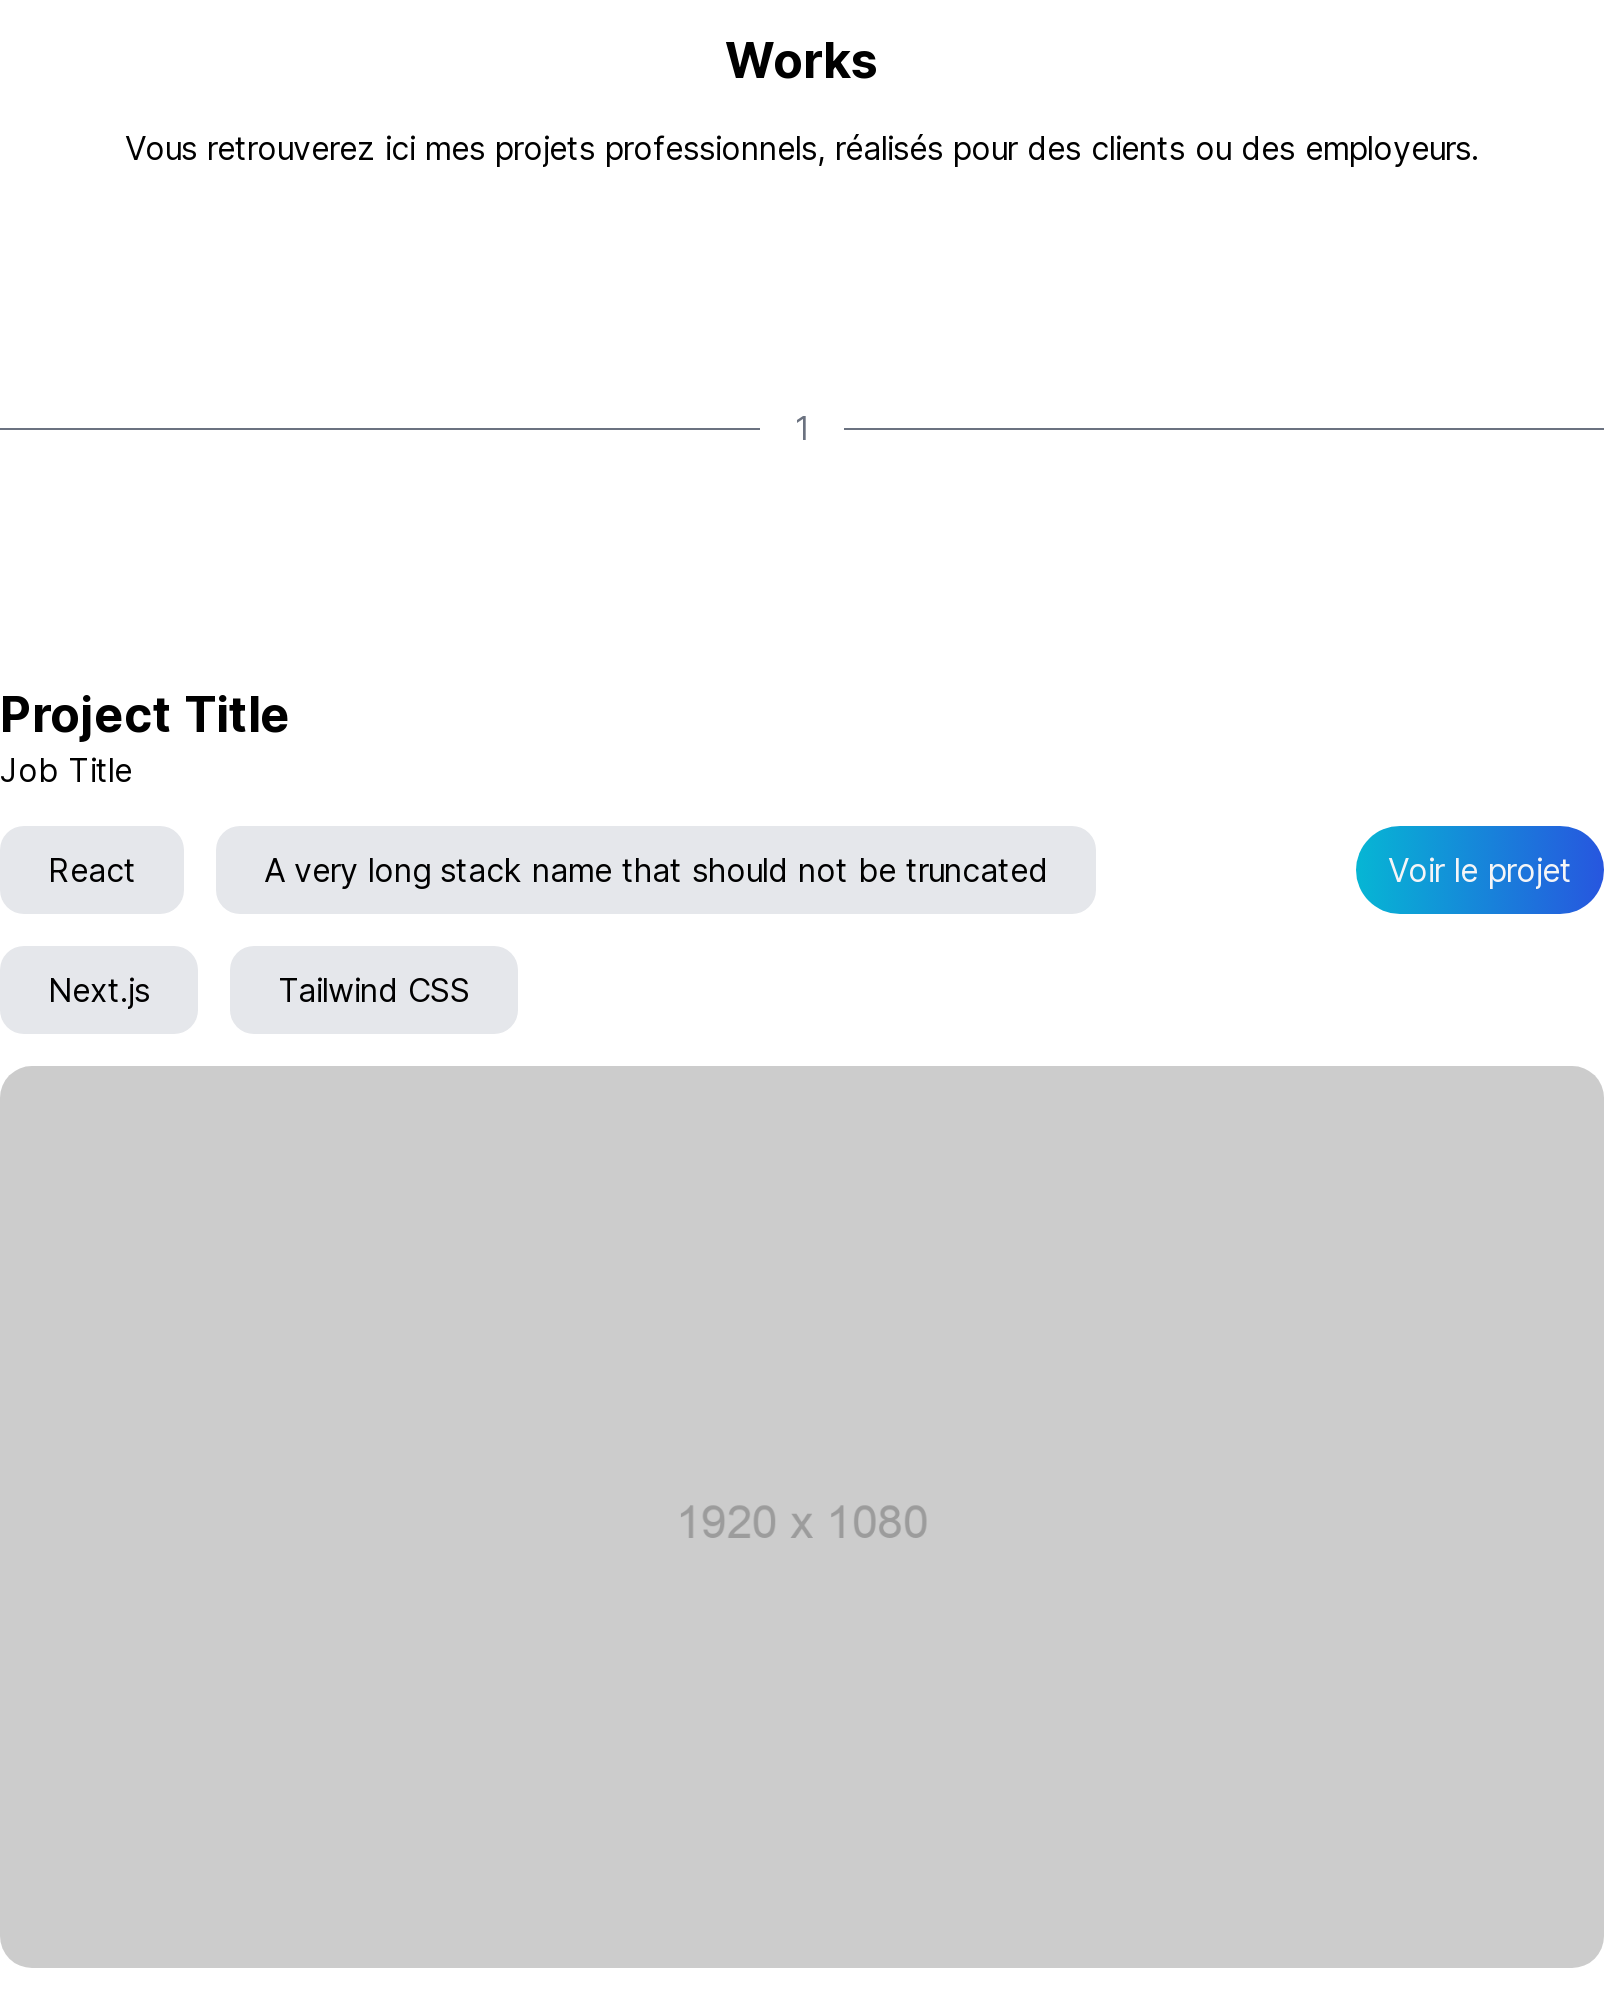 Works
Vous retrouverez ici mes projets professionnels, réalisés pour des clients ou des employeurs.
1
Project Title
Job Title
React
A very long stack name that should not be truncated
Voir le projet
Next.js
Tailwind CSS
1920 x 1080